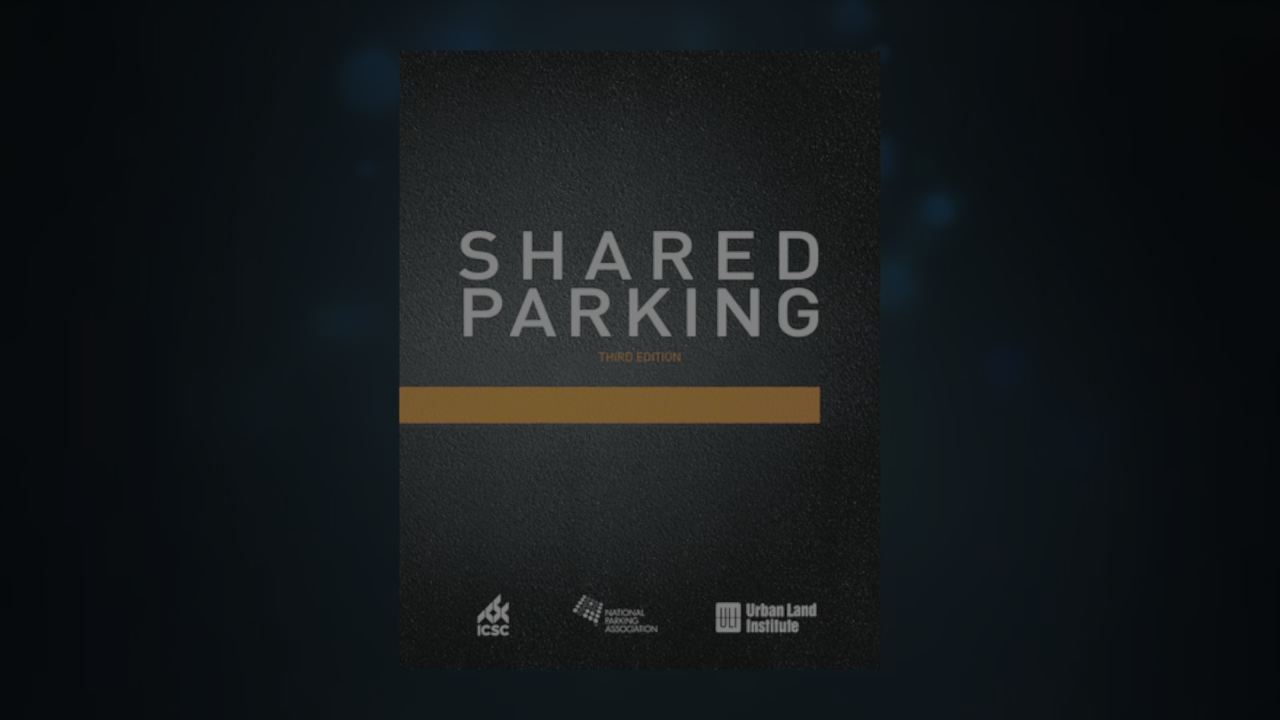 SHARED
PARKING
THIRD EDITION
ICSC
NATIONAL
PARKING
ASSOCIATION
ULI
Urban Land
Institute